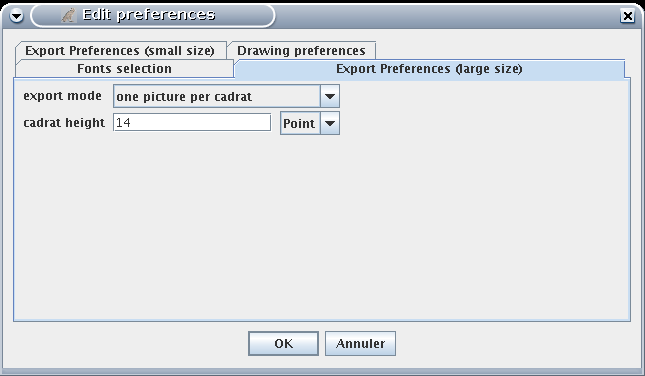 Edit preferences
Export Preferences (small size) Drawing preferences
Fonts selection Export Preferences (large size)
export mode one picture per cadrat
cadrat height 14 Point
OK Annuler